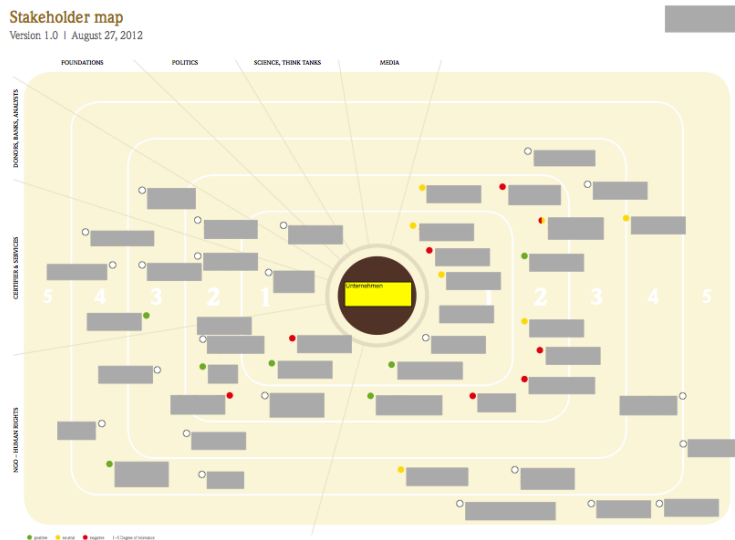 Stakeholder map
Version 1.0 | August 27, 2012
FOUNDATIONS
POLITICS
SCIENCE, THINK TANKS
MEDIA
DONORS, BANKS, ANALYSTS
CERTIFIER & SERVICES
NGO – HUMAN RIGHTS
5 4 3 2 1 1 2 3 4 5
Unternehmen
positive
neutral
negative